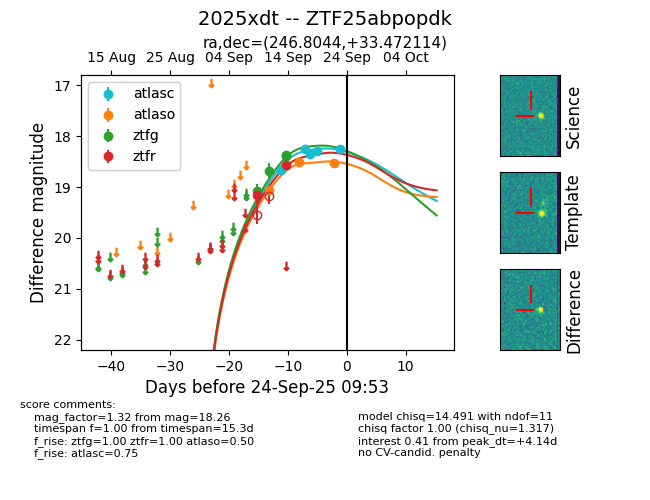 2025xdt -- ZTF25abpopdk
ra,dec=(246.8044,+33.472114)
15 Aug 25 Aug 04 Sep 14 Sep 24 Sep 04 Oct
atlasc
atlaso
ztfg
ztfr
17
18
19
20
21
22
Difference magnitude
−40 −30 −20 −10 0 10
Days before 24-Sep-25 09:53
Science
Template
Difference
score comments:
mag_factor=1.32 from mag=18.26
timespan f=1.00 from timespan=15.3d
f_rise: ztfg=1.00 ztfr=1.00 atlaso=0.50
f_rise: atlasc=0.75
model chisq=14.491 with ndof=11
chisq factor 1.00 (chisq_nu=1.317)
interest 0.41 from peak_dt=+4.14d
no CV-candid. penalty